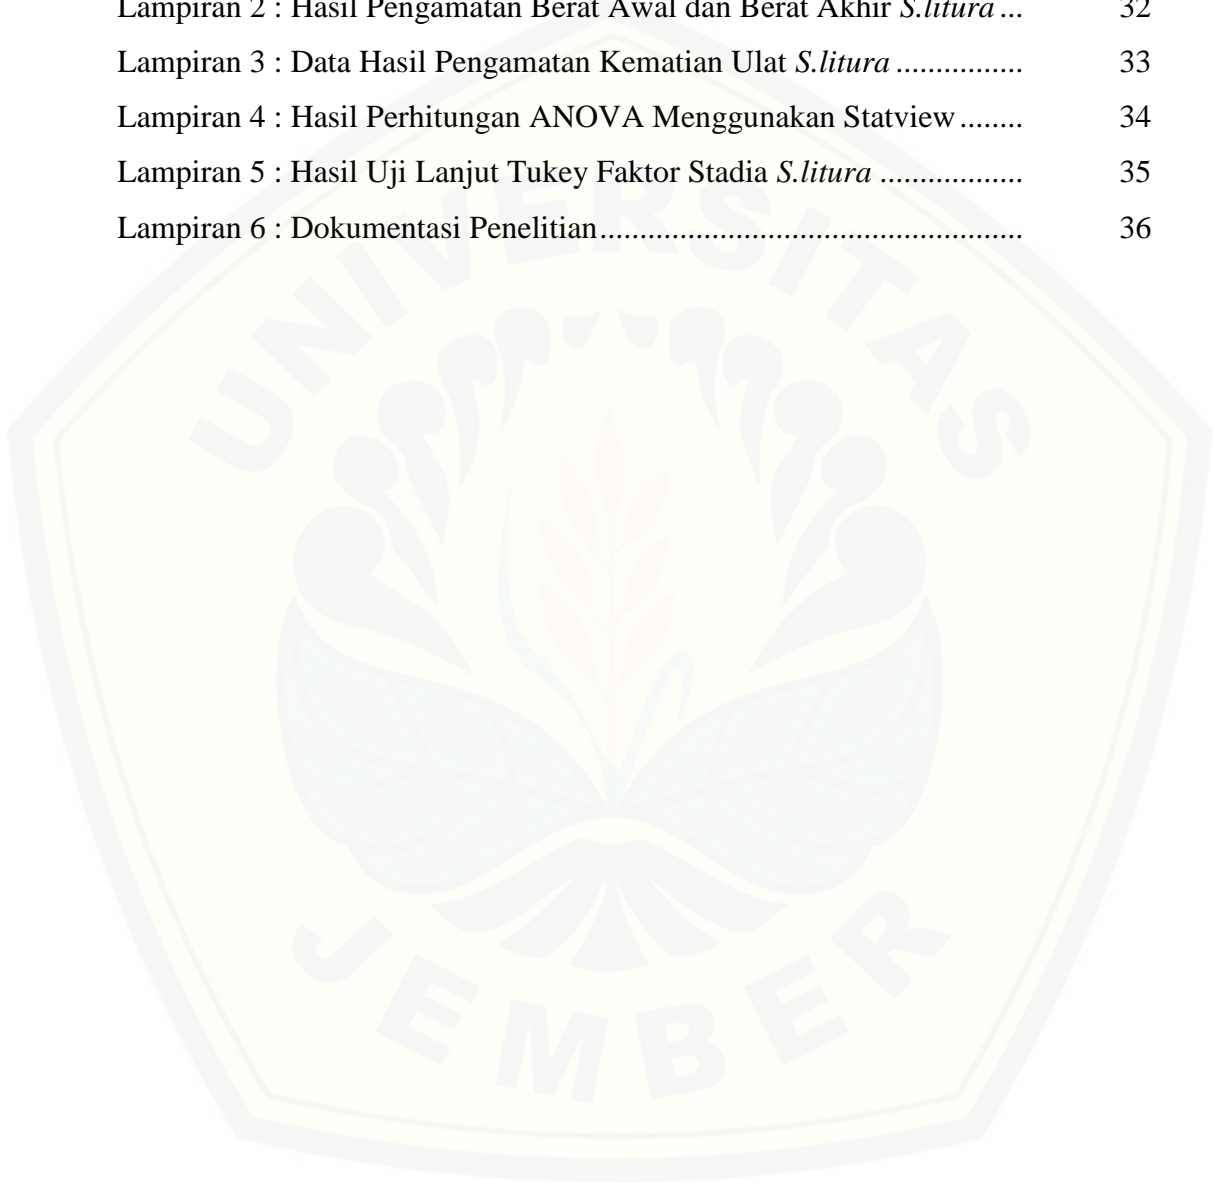 Lampiran 2 : Hasil Pengamatan Berat Awal dan Berat Akhir S.litura ... 32
Lampiran 3 : Data Hasil Pengamatan Kematian Ulat S.litura ................ 33
Lampiran 4 : Hasil Perhitungan ANOVA Menggunakan Statview ........ 34
Lampiran 5 : Hasil Uji Lanjut Tukey Faktor Stadia S.litura .................. 35
Lampiran 6 : Dokumentasi Penelitian..................................................... 36
UNIVERSITAS
JEMBER